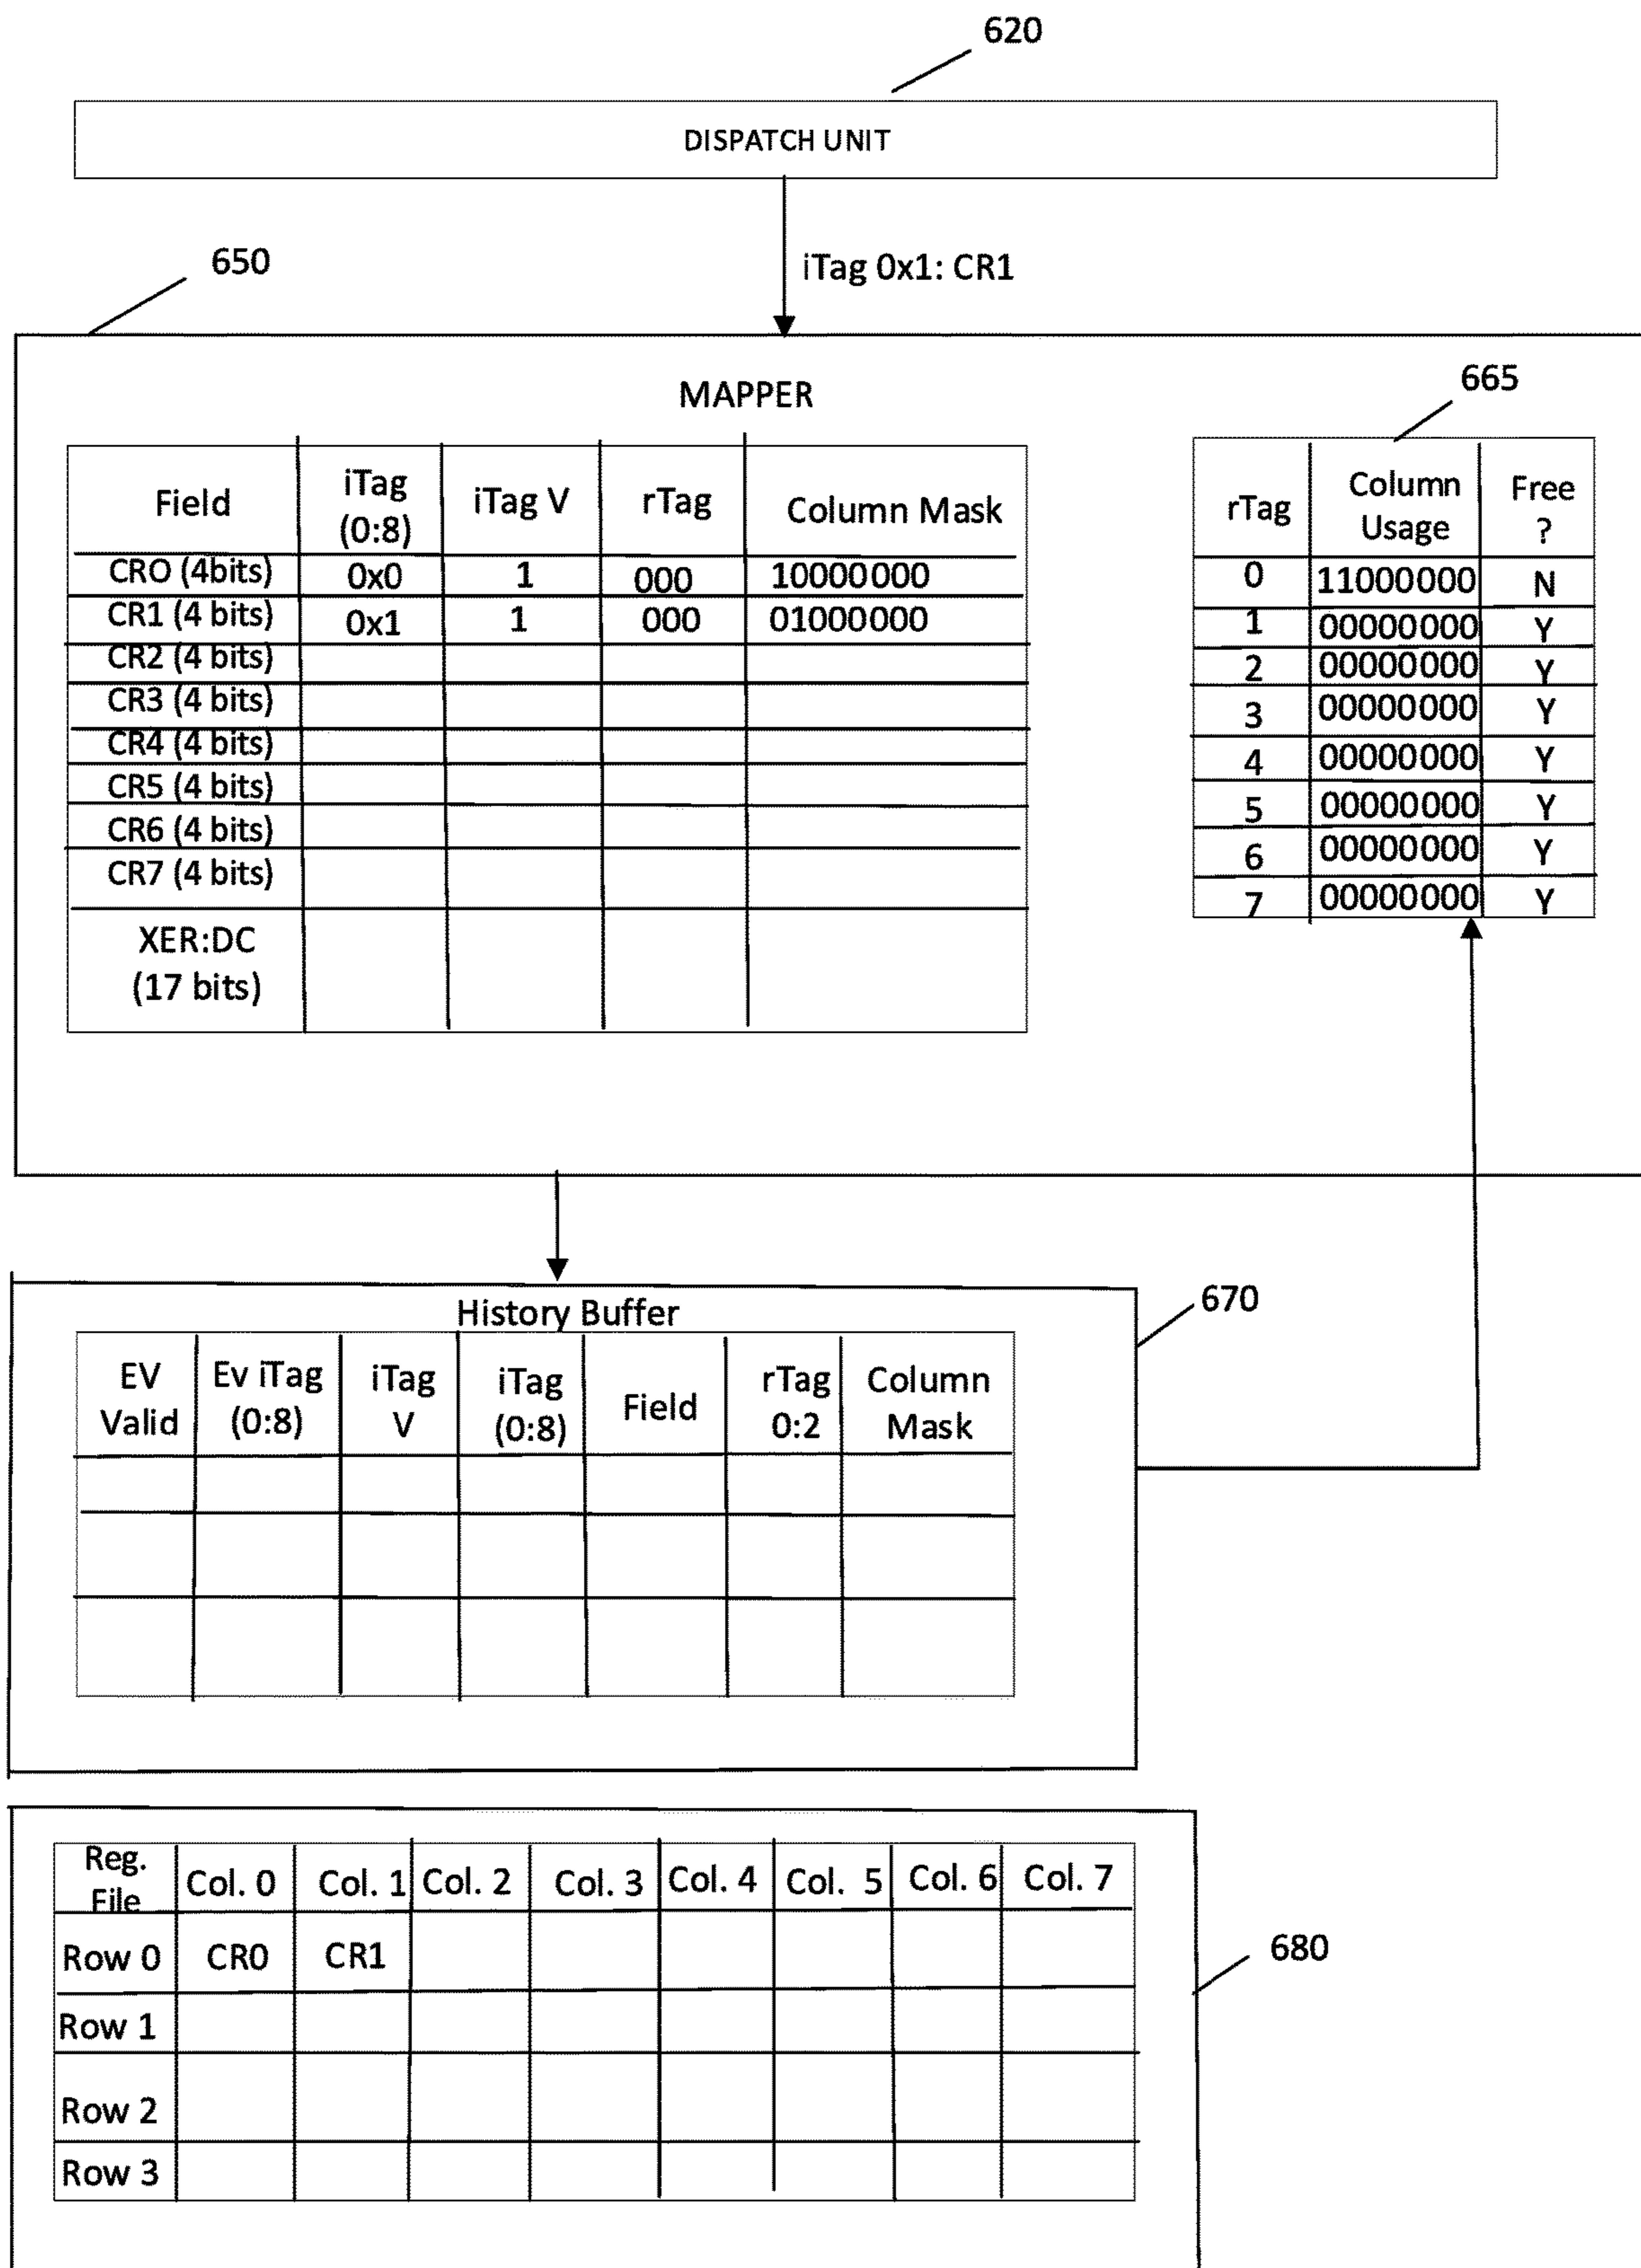 620
DISPATCH UNIT
650
iTag 0x1: CR1
MAPPER
665
Field iTag (0:8) iTag V rTag Column Mask
CRO (4bits) 0x0 1 000 10000000
CR1 (4 bits) 0x1 1 000 01000000
CR2 (4 bits)
CR3 (4 bits)
CR4 (4 bits)
CR5 (4 bits)
CR6 (4 bits)
CR7 (4 bits)
XER:DC
(17 bits)
rTag Column Usage Free ?
0 11000000 N
1 00000000 Y
2 00000000 Y
3 00000000 Y
4 00000000 Y
5 00000000 Y
6 00000000 Y
7 00000000 Y
History Buffer
670
EV Valid Ev iTag (0:8) iTag V iTag (0:8) Field rTag 0:2 Column Mask
Reg. File Col. 0 Col. 1 Col. 2 Col. 3 Col. 4 Col. 5 Col. 6 Col. 7
Row 0 CR0 CR1
680
Row 1
Row 2
Row 3